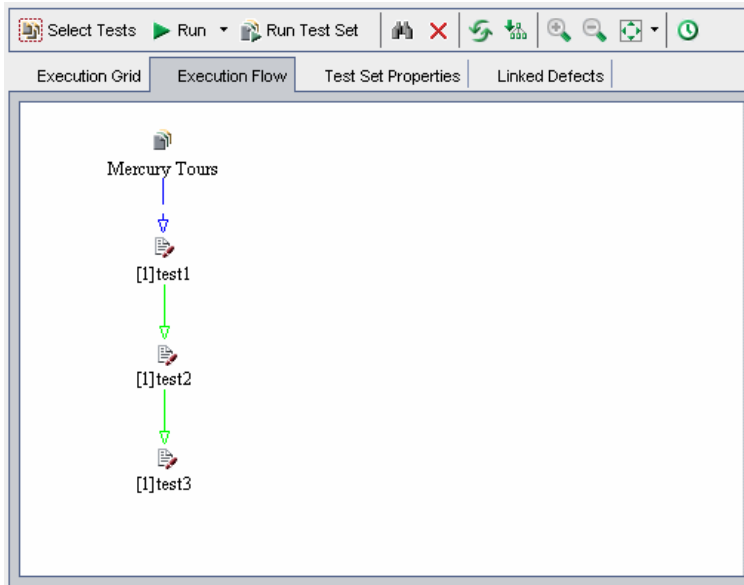 Select Tests Run Run Test Set
Execution Grid Execution Flow Test Set Properties Linked Defects
Mercury Tours
[1]test1
[1]test2
[1]test3